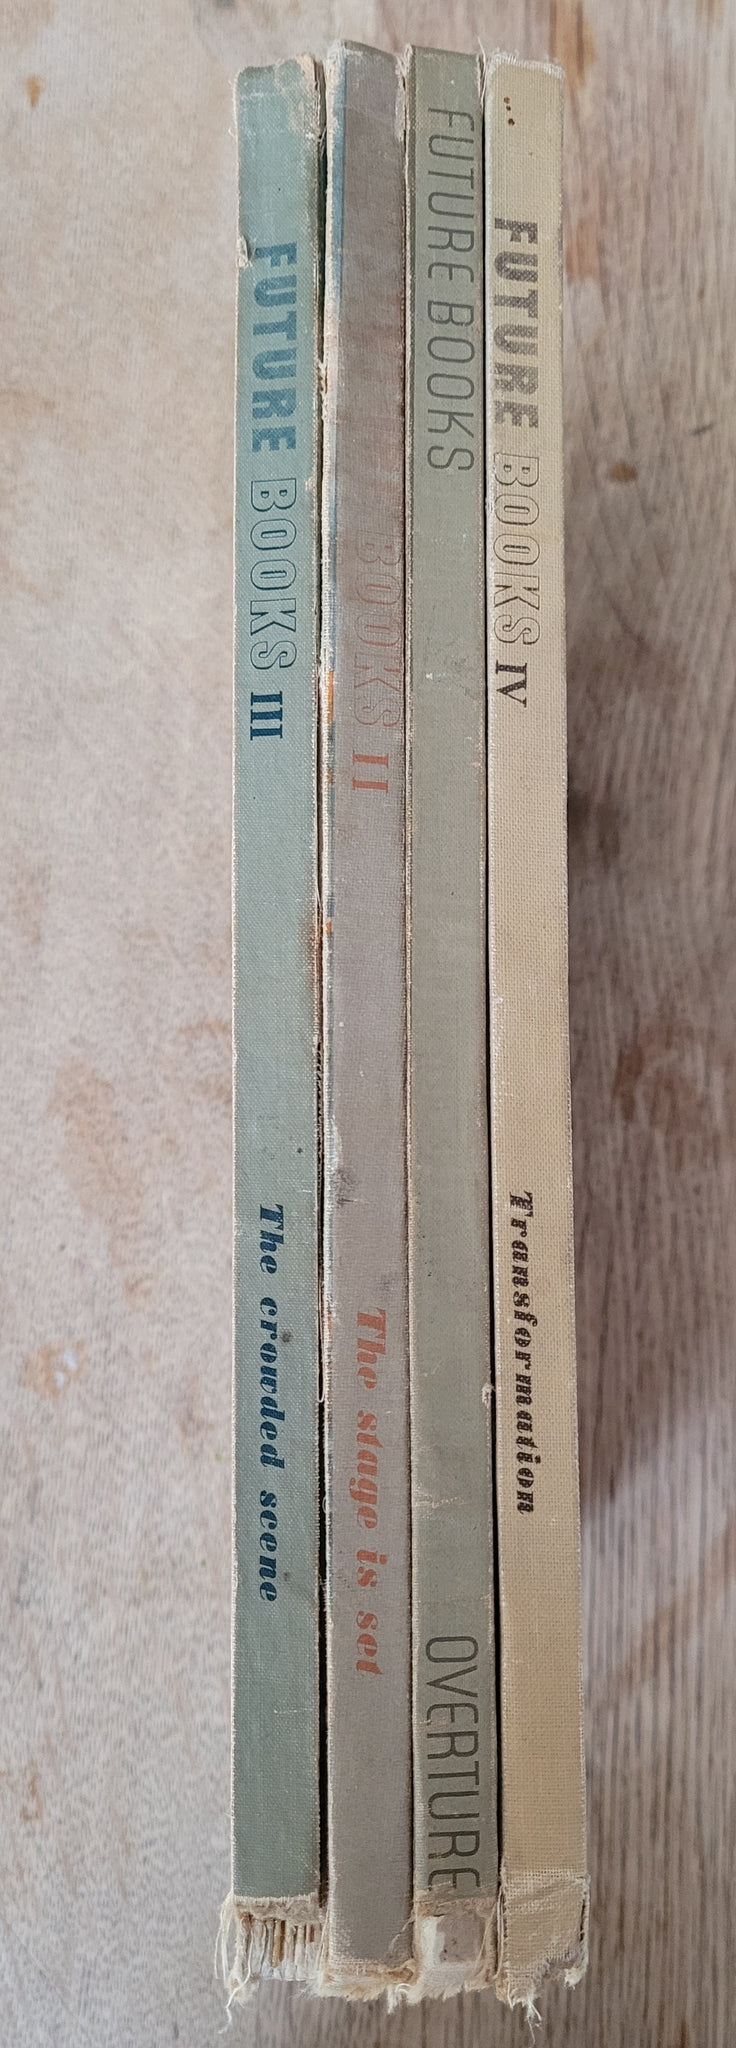 FUTURE BOOKS III The crowded scene
BOOKS II The stage is set
FUTURE BOOKS OVERTURE
FUTURE BOOKS IV Transformation